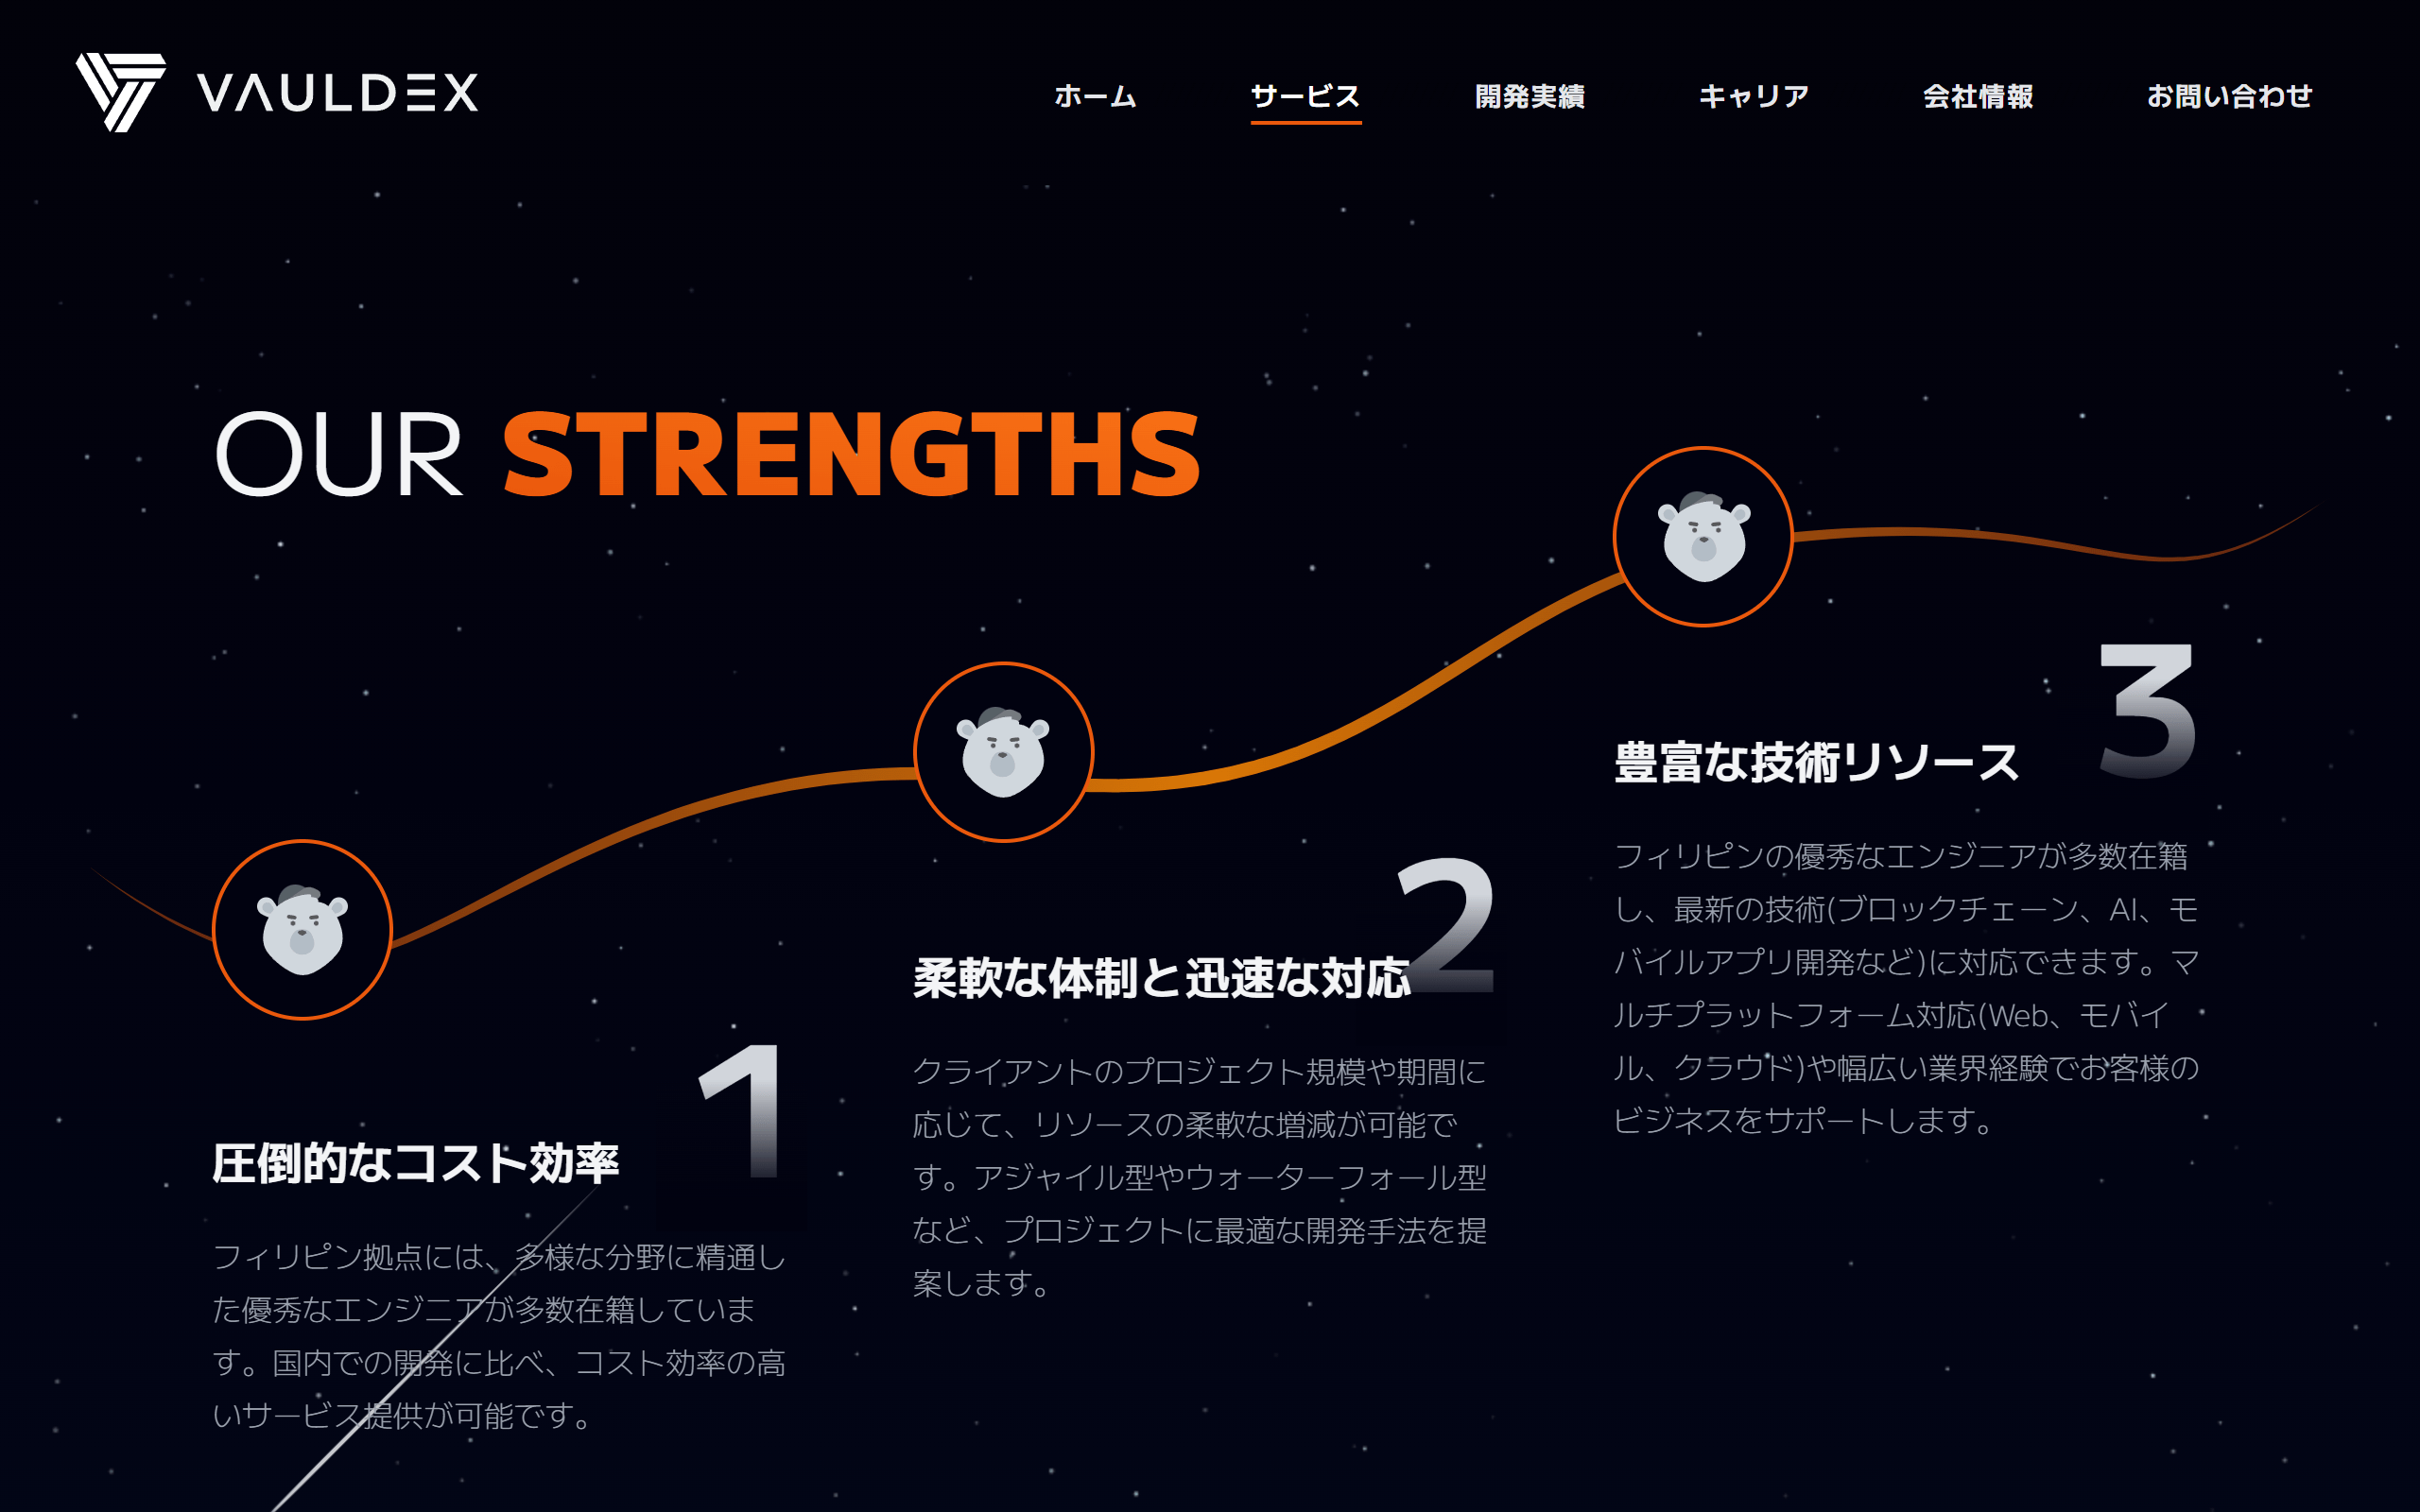 VAULDEX
ホーム サービス 開発実績 キャリア 会社情報 お問い合わせ
OUR STRENGTHS
1
圧倒的なコスト効率
フィリピン拠点には、多様な分野に精通し
た優秀なエンジニアが多数在籍していま
す。国内での開発に比べ、コスト効率の高
いサービス提供が可能です。
2
柔軟な体制と迅速な対応
クライアントのプロジェクト規模や期間に
応じて、リソースの柔軟な増減が可能で
す。アジャイル型やウォーターフォール型
など、プロジェクトに最適な開発手法を提
案します。
3
豊富な技術リソース
フィリピンの優秀なエンジニアが多数在籍
し、最新の技術(ブロックチェーン、AI、モ
バイルアプリ開発など)に対応できます。マ
ルチプラットフォーム対応(Web、モバイ
ル、クラウド)や幅広い業界経験でお客様の
ビジネスをサポートします。